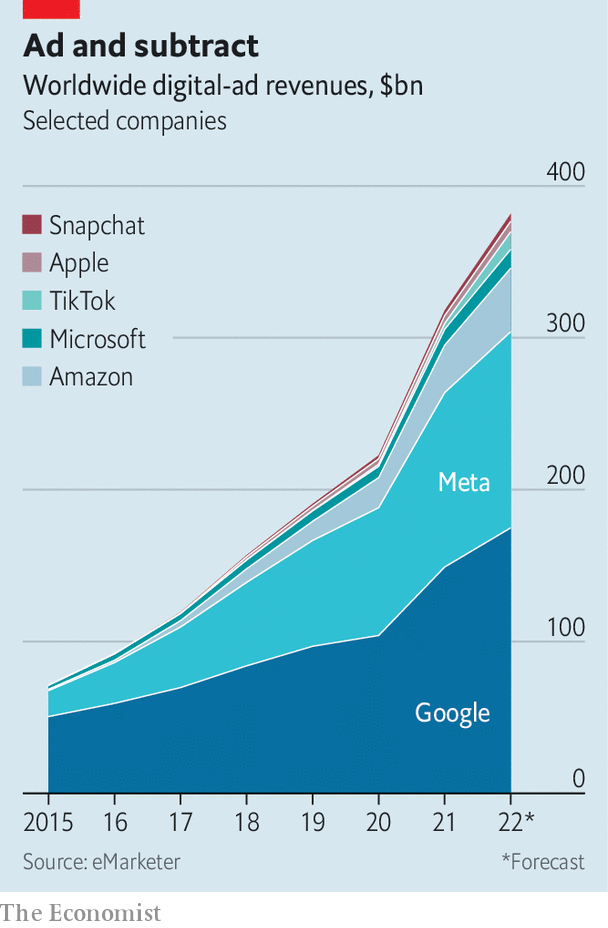 Ad and subtract
Worldwide digital-ad revenues, $bn
Selected companies
400
Snapchat
Apple
TikTok
300
Microsoft
Amazon
200
Meta
100
Google
0
2015 16 17 18 19 20 21 22*
Source: eMarketer *Forecast
The Economist